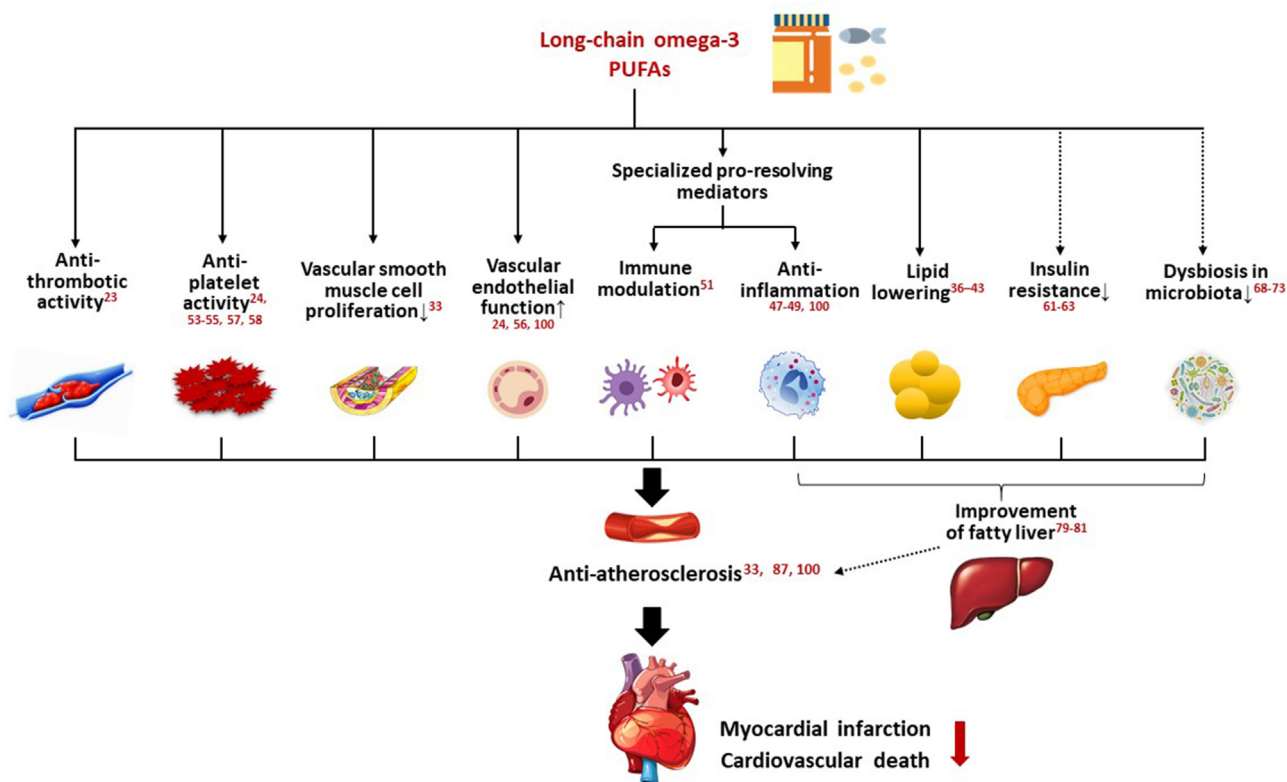 Long-chain omega-3
PUFAs
Specialized pro-resolving
mediators
Anti-
thrombotic
activity23
Anti-
platelet
activity24,
53-55, 57, 58
Vascular smooth
muscle cell
proliferation↓33
Vascular
endothelial
function↑
24, 56, 100
Immune
modulation51
Anti-
inflammation
47-49, 100
Lipid
lowering36–43
Insulin
resistance↓
61-63
Dysbiosis in
microbiota↓68-73
Improvement
of fatty liver79-81
Anti-atherosclerosis33, 87, 100
Myocardial infarction
Cardiovascular death